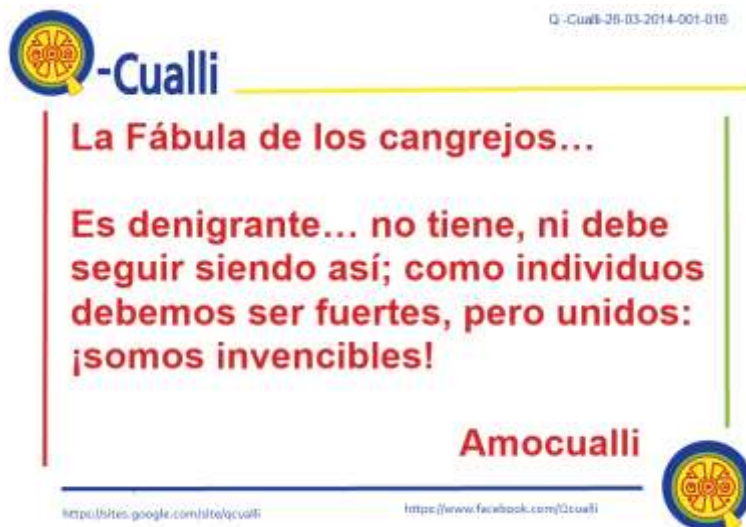 Q -Cualli-26-03-2014-001-016
-Cualli
La Fábula de los cangrejos...
Es denigrante... no tiene, ni debe
seguir siendo así; como individuos
debemos ser fuertes, pero unidos:
¡somos invencibles!
Amocualli
https://sites.google.com/site/qcualli
https://www.facebook.com/Qcualli